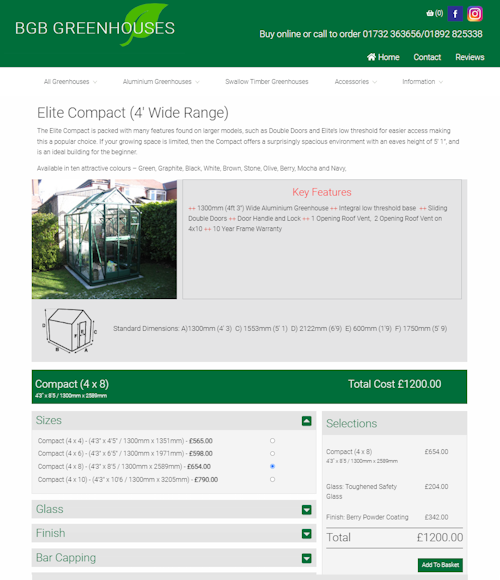 BGB GREENHOUSES
(0)
Buy online or call to order 01732 363656/01892 825338
Home Contact Reviews
All Greenhouses Aluminium Greenhouses Swallow Timber Greenhouses Accessories Information
Elite Compact (4' Wide Range)
The Elite Compact is packed with many features found on larger models, such as Double Doors and Elite's low threshold for easier access making
this a popular choice. If your growing space is limited, then the Compact offers a surprisingly spacious environment with an eaves height of 5' 1", and
is an ideal building for the beginner.
Available in ten attractive colours – Green, Graphite, Black, White, Brown, Stone, Olive, Berry, Mocha and Navy,
Key Features
++ 1300mm (4ft 3") Wide Aluminium Greenhouse ++ Integral low threshold base ++ Sliding
Double Doors ++ Door Handle and Lock ++ 1 Opening Roof Vent, 2 Opening Roof Vent on
4x10 ++ 10 Year Frame Warranty
D
E
F
B
A
C
Standard Dimensions: A)1300mm (4' 3) C) 1553mm (5' 1) D) 2122mm (6'9) E) 600mm (1'9) F) 1750mm (5' 9)
Compact (4 x 8)
4'3" x 8'5 / 1300mm x 2589mm
Total Cost £1200.00
Sizes
Compact (4 x 4) - (4'3" x 4'5" / 1300mm x 1351mm) - £565.00
Compact (4 x 6) - (4'3" x 6'5" / 1300mm x 1971mm) - £598.00
Compact (4 x 8) - (4'3" x 8'5 / 1300mm x 2589mm) - £654.00
Compact (4 x 10) - (4'3" x 10'6 / 1300mm x 3205mm) - £790.00
Glass
Finish
Bar Capping
Selections
Compact (4 x 8) £654.00
4'3" x 8'5 / 1300mm x 2589mm
Glass: Toughened Safety £204.00
Glass
Finish: Berry Powder Coating £342.00
Total £1200.00
Add To Basket